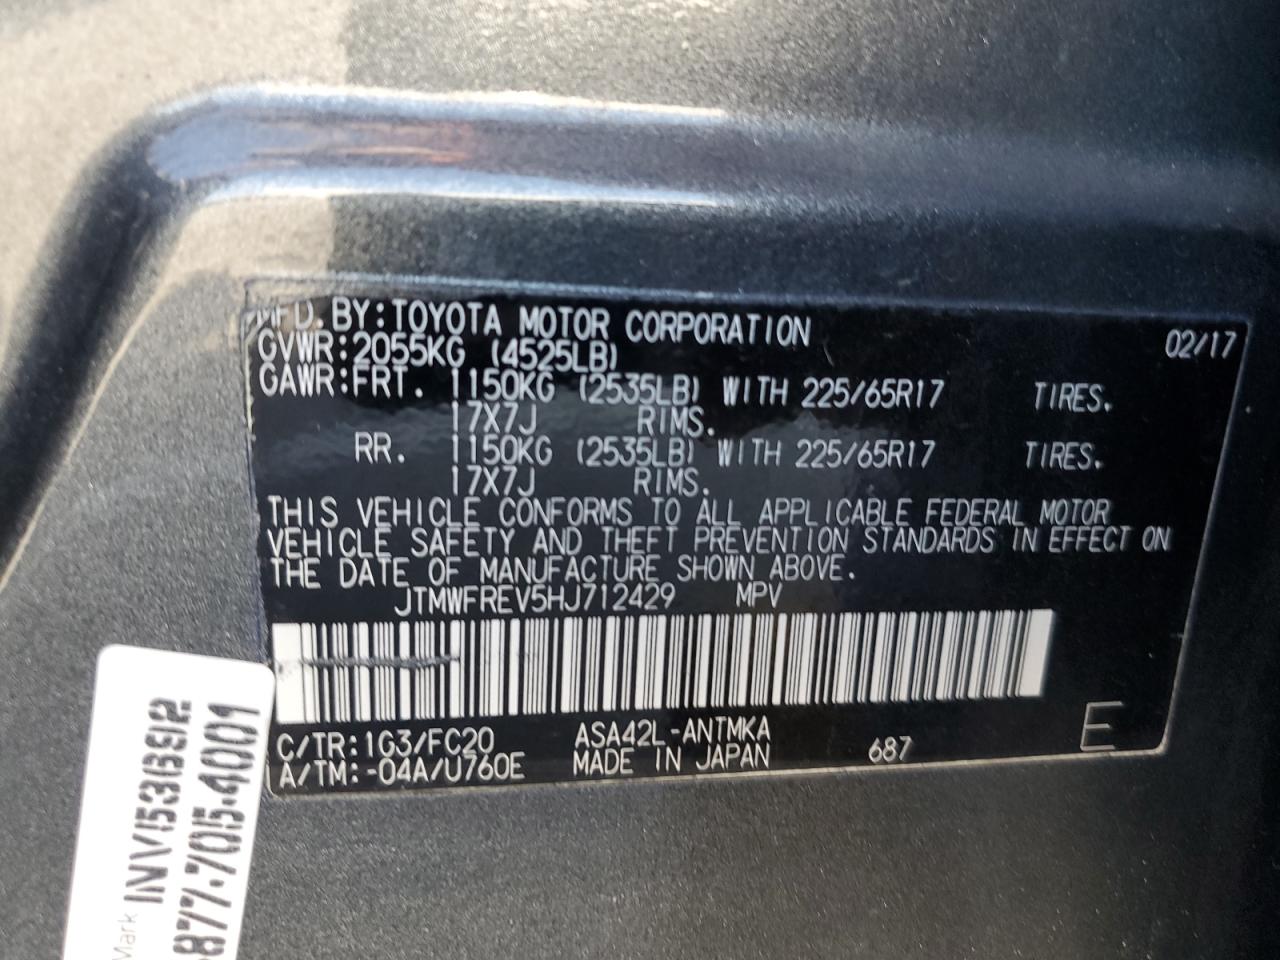 MFD. BY: TOYOTA MOTOR CORPORATION 02/17
GVWR: 2055KG (4525LB)
GAWR: FRT. 1150KG (2535LB) WITH 225/65R17 TIRES.
17X7J RIMS.
RR. 1150KG (2535LB) WITH 225/65R17 TIRES.
17X7J RIMS.
THIS VEHICLE CONFORMS TO ALL APPLICABLE FEDERAL MOTOR
VEHICLE SAFETY AND THEFT PREVENTION STANDARDS IN EFFECT ON
THE DATE OF MANUFACTURE SHOWN ABOVE.
JTMWFREV5HJ712429 MPV
C/TR: 1G3/FC20 ASA42L-ANTMKA
A/TM: -04A/U760E MADE IN JAPAN 687 E
Mark
877.705.4001